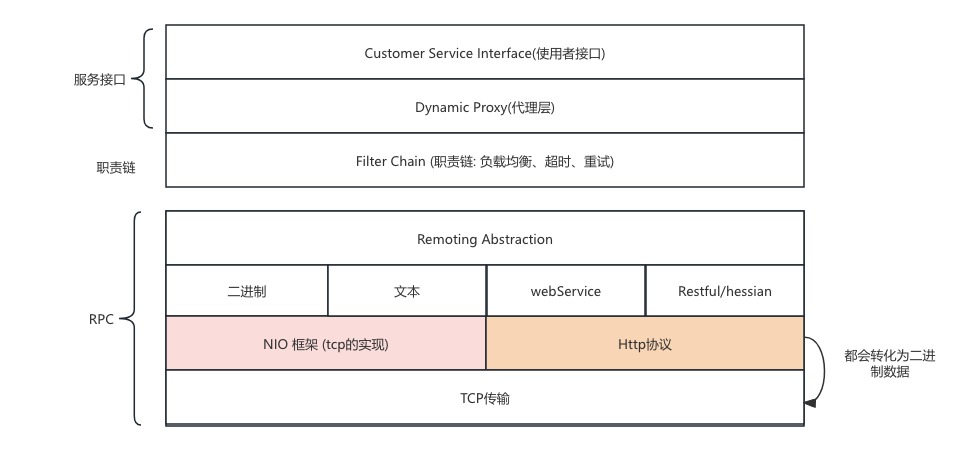 Customer Service Interface(使用者接口)
服务接口
Dynamic Proxy(代理层)
Filter Chain (职责链: 负载均衡、超时、重试)
职责链
Remoting Abstraction
二进制
文本
webService
Restful/hessian
RPC
NIO 框架 (tcp的实现)
Http协议
都会转化为二进
制数据
TCP传输